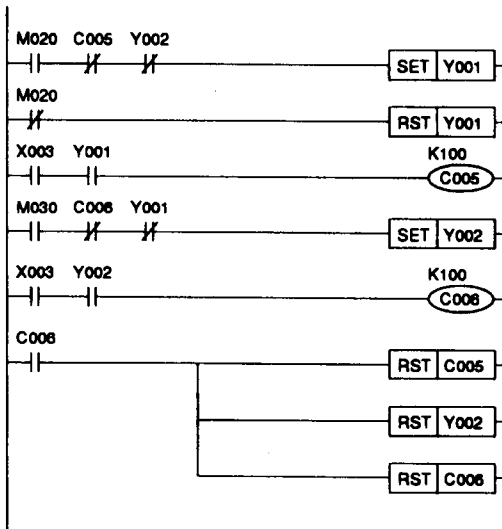 M020 C005 Y002
SET Y001
M020
RST Y001
X003 Y001 K100
C005
M030 C006 Y001
SET Y002
X003 Y002 K100
C006
C006
RST C005
RST Y002
RST C006